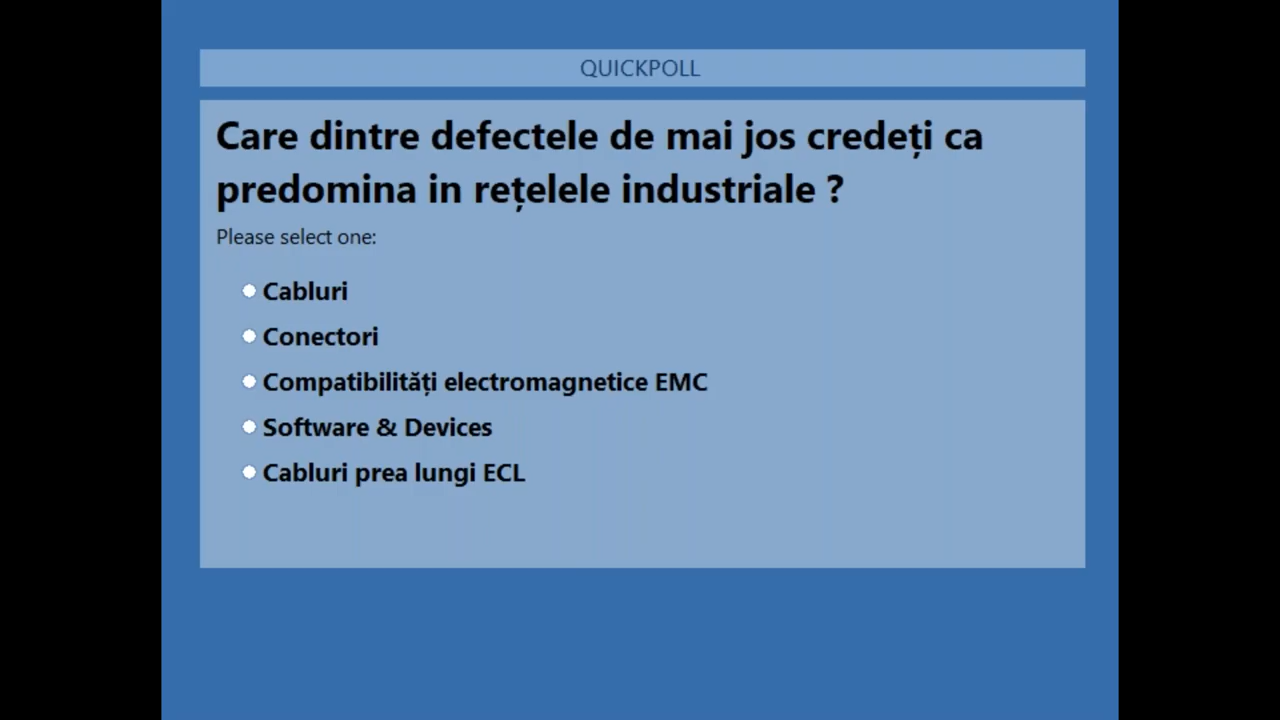 QUICKPOLL
Care dintre defectele de mai jos credeți ca
predomina in rețelele industriale ?
Please select one:
Cabluri
Conectori
Compatibilităţi electromagnetice EMC
Software & Devices
Cabluri prea lungi ECL